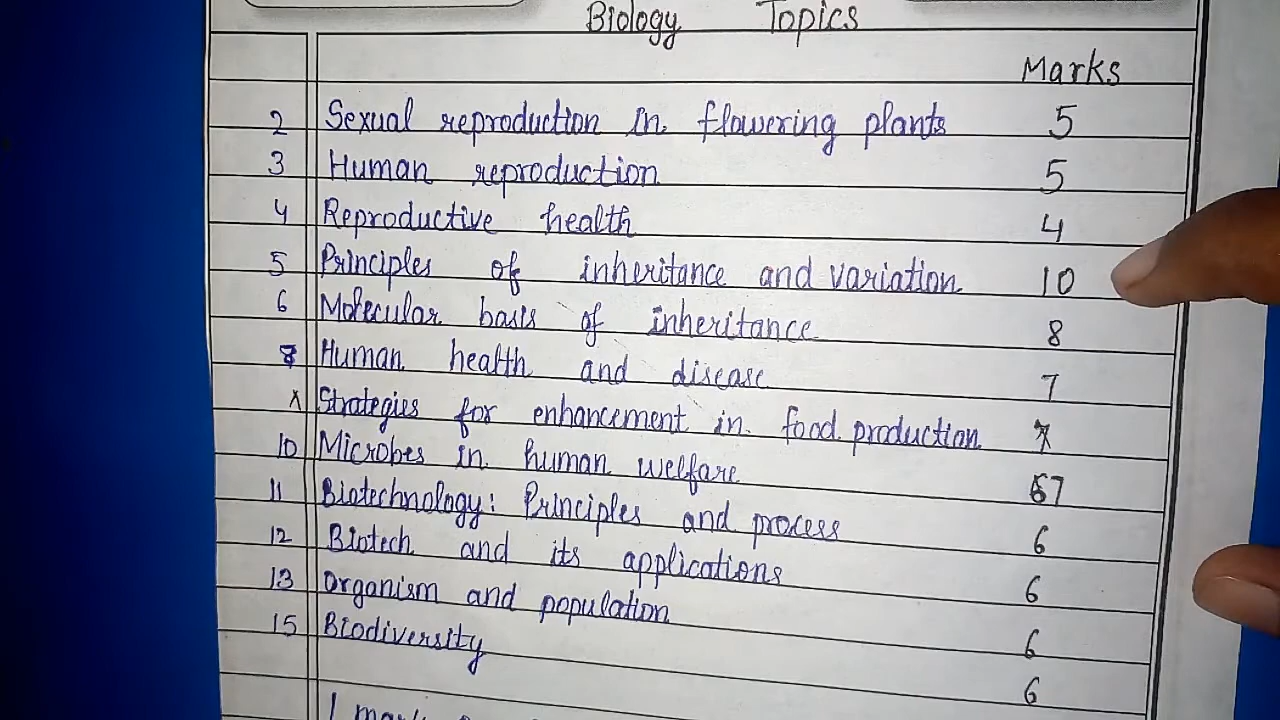 Biology Topics
Marks
2 Sexual reproduction in flowering plants 5
3 Human reproduction 5
4 Reproductive health 4
5 Principles of inheritance and variation 10
6 Molecular basis of inheritance 8
8 Human health and disease 7
x Strategies for enhancement in food production x
10 Microbes in human welfare 7
11 Biotechnology: Principles and process 6
12 Biotech and its applications 6
13 organism and population 6
15 Biodiversity 6
1